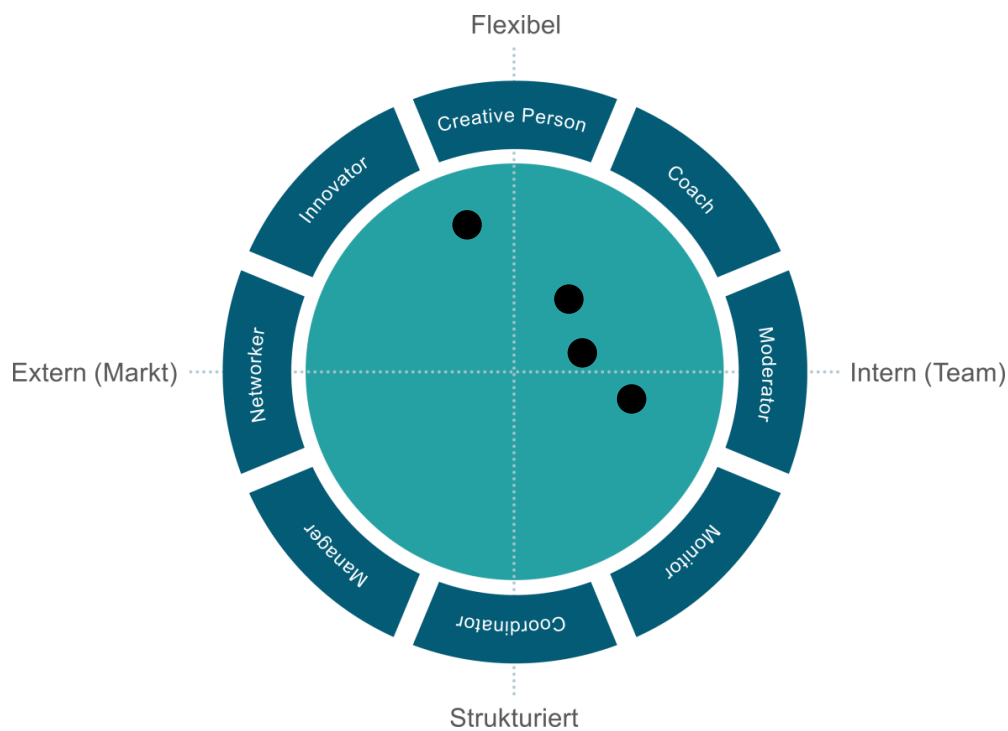 Flexibel
Creative Person
Innovator
Coach
Networker
Moderator
Extern (Markt)
Intern (Team)
Manager
Monitor
Coordinator
Strukturiert